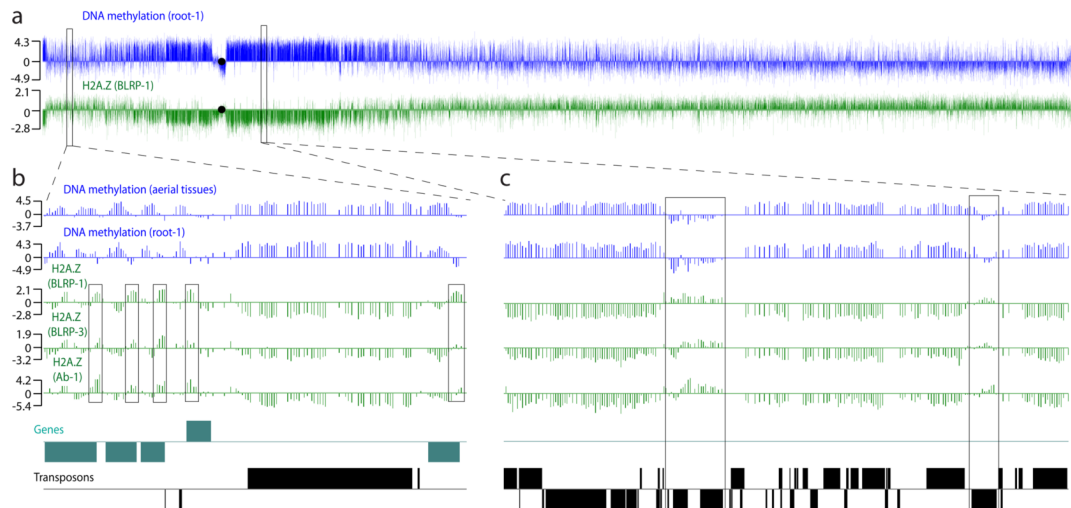 a
DNA methylation (root-1)
4.3
0
-4.9
H2A.Z (BLRP-1)
2.1
0
-2.8
b
DNA methylation (aerial tissues)
4.5
0
-3.7
DNA methylation (root-1)
4.3
0
-4.9
H2A.Z
(BLRP-1)
2.1
0
-2.8
H2A.Z
(BLRP-3)
1.9
0
-3.2
H2A.Z
(Ab-1)
4.2
0
-5.4
Genes
Transposons
c